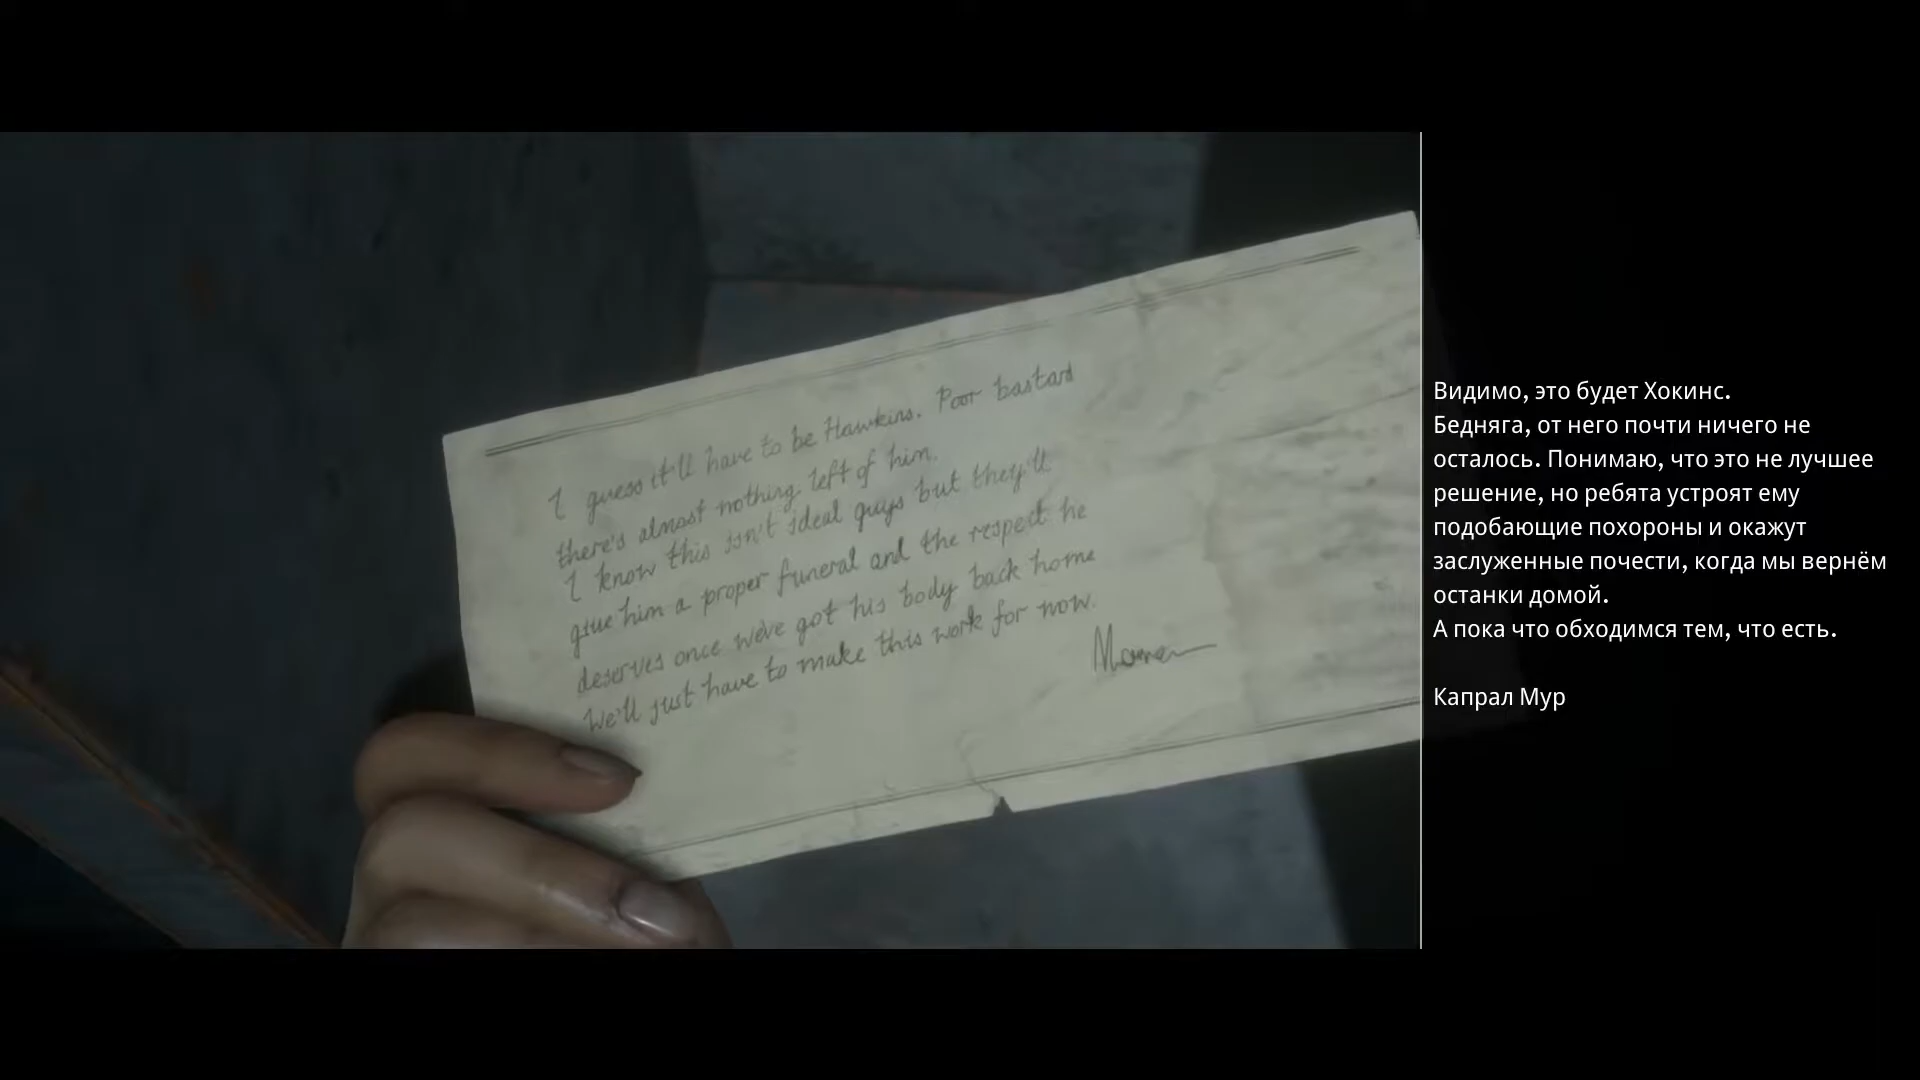 I guess it'll have to be Hawkins. Poor bastard
there's almost nothing left of him.
I know this isn't ideal guys but they'll
give him a proper funeral and the respect he
deserves once we've got his body back home
We'll just have to make this work for now.
Видимо, это будет Хокинс.
Бедняга, от него почти ничего не
осталось. Понимаю, что это не лучшее
решение, но ребята устроят ему
подобающие похороны и окажут
заслуженные почести, когда мы вернём
останки домой.
А пока что обходимся тем, что есть.
Капрал Мур